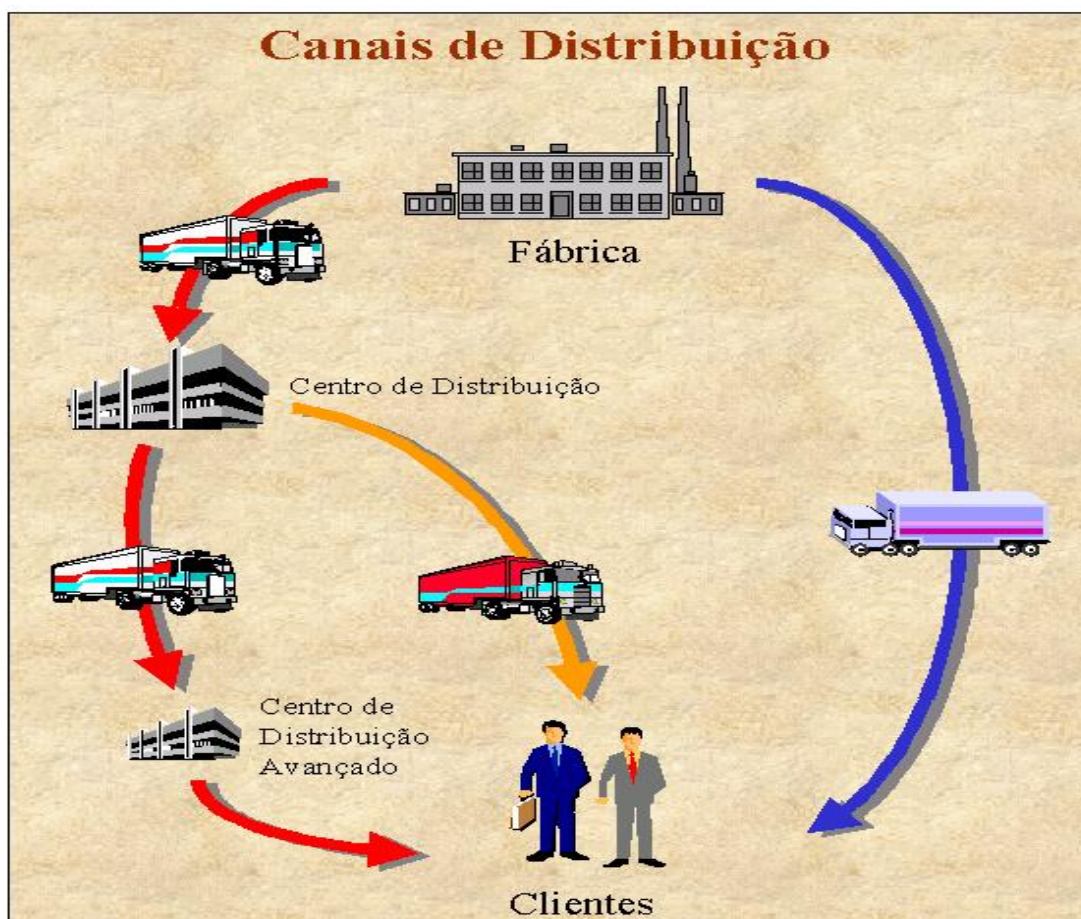 Canais de Distribuição
Fábrica
Centro de Distribuição
Centro de
Distribuição
Avançado
Clientes